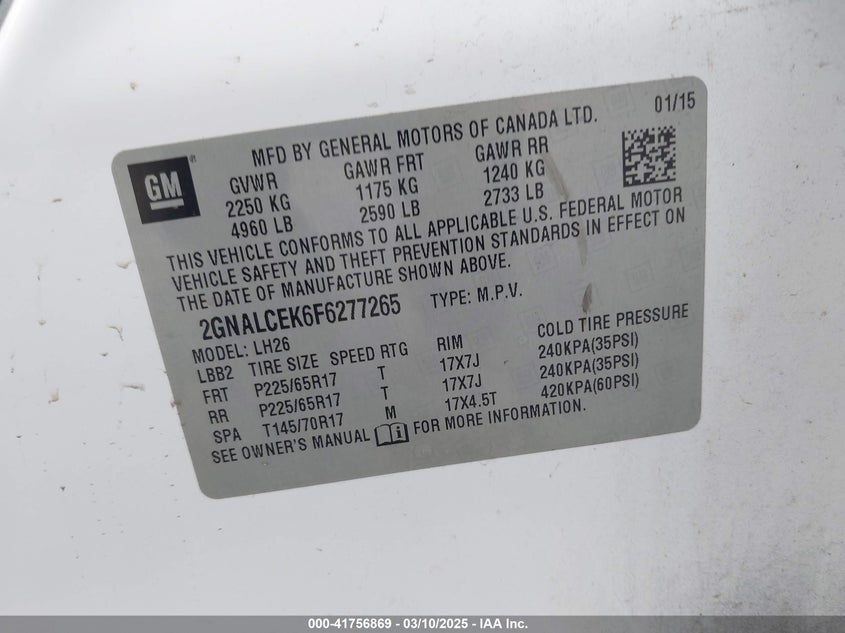 01/15
MFD BY GENERAL MOTORS OF CANADA LTD.
GM
GVWR GAWR FRT GAWR RR
2250 KG 1175 KG 1240 KG
4960 LB 2590 LB 2733 LB
THIS VEHICLE CONFORMS TO ALL APPLICABLE U.S. FEDERAL MOTOR
VEHICLE SAFETY AND THEFT PREVENTION STANDARDS IN EFFECT ON
THE DATE OF MANUFACTURE SHOWN ABOVE.
2GNALCEK6F6277265 TYPE: M.P.V.
MODEL: LH26
LBB2 TIRE SIZE SPEED RTG RIM COLD TIRE PRESSURE
FRT P225/65R17 T 17X7J 240KPA(35PSI)
RR P225/65R17 T 17X7J 240KPA(35PSI)
SPA T145/70R17 M 17X4.5T 420KPA(60PSI)
SEE OWNER'S MANUAL FOR MORE INFORMATION.
000-41756869 — 03/10/2025 — IAA Inc.